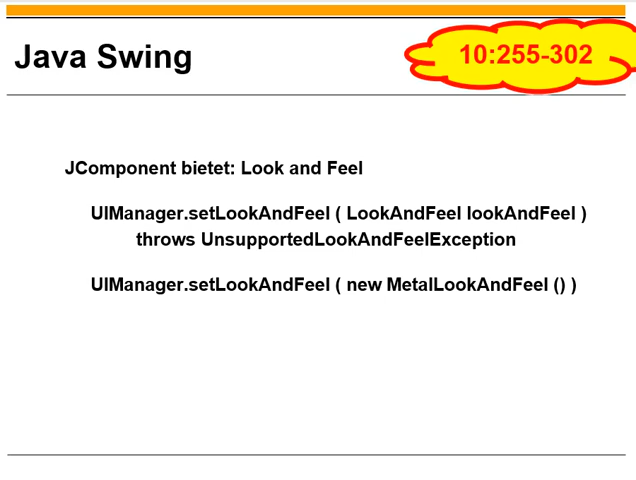 Java Swing
10:255-302
JComponent bietet: Look and Feel
UIManager.setLookAndFeel ( LookAndFeel lookAndFeel )
throws UnsupportedLookAndFeelException
UIManager.setLookAndFeel ( new MetalLookAndFeel () )